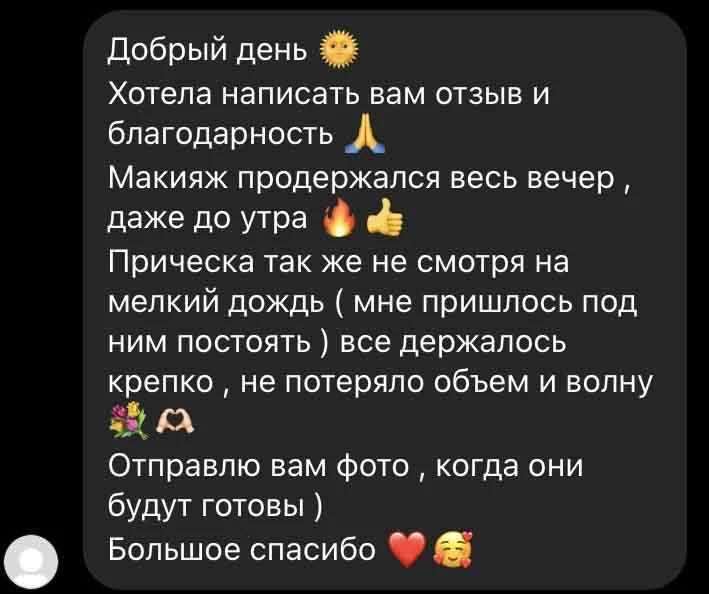 Добрый день 🌞
Хотела написать вам отзыв и
благодарность 🙏
Макияж продержался весь вечер ,
даже до утра 🔥👍
Прическа так же не смотря на
мелкий дождь ( мне пришлось под
ним постоять ) все держалось
крепко , не потеряло объем и волну
💐🫶🏻
Отправлю вам фото , когда они
будут готовы )
Большое спасибо ❤️🥰